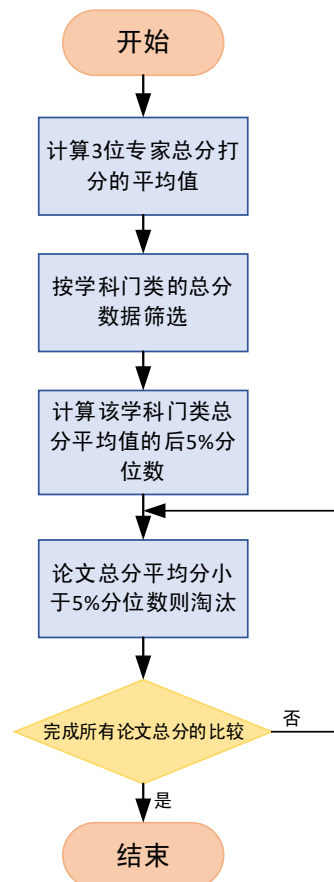 开始
计算3位专家总分打
分的平均值
按学科门类的总分
数据筛选
计算该学科门类总
分平均值的后5%分
位数
论文总分平均分小
于5%分位数则淘汰
完成所有论文总分的比较
否
是
结束